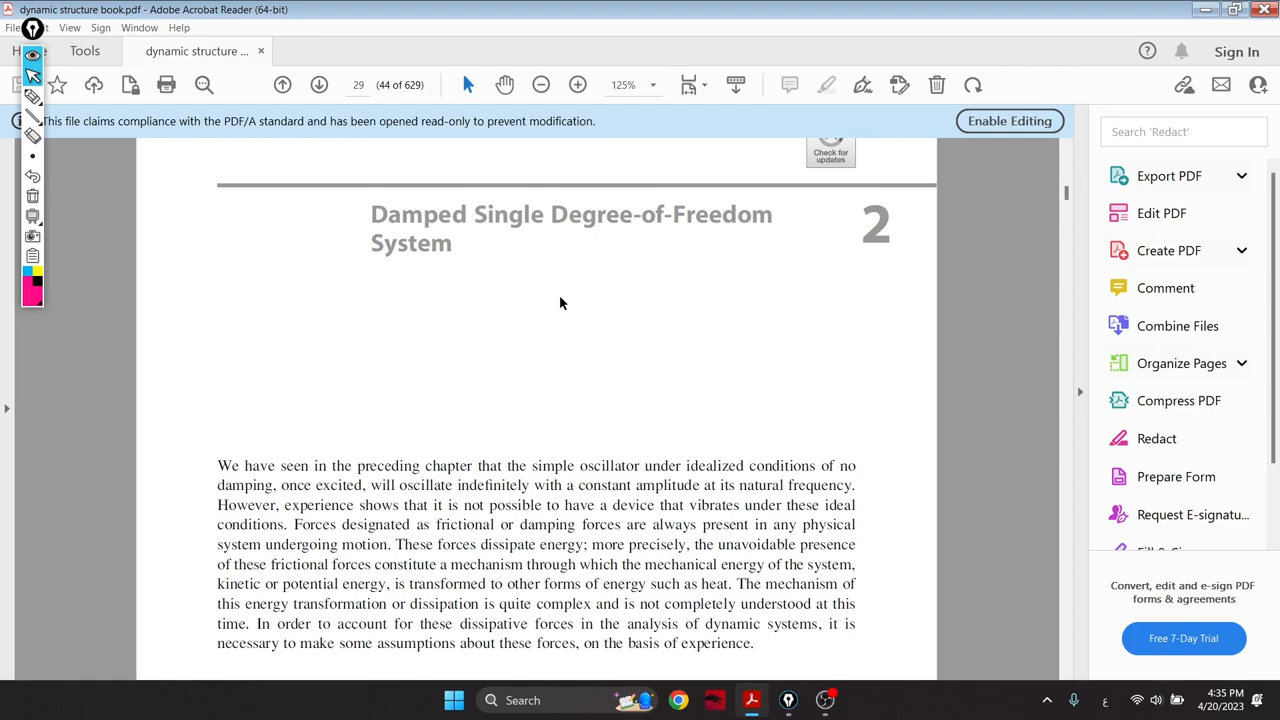 dynamic structure book.pdf - Adobe Acrobat Reader (64-bit)
File View Sign Window Help
Tools dynamic structure ... × Sign In
29 (44 of 629) 125%
This file claims compliance with the PDF/A standard and has been opened read-only to prevent modification. Enable Editing
Search 'Redact'
Check for
updates
Export PDF
Edit PDF
Create PDF
Comment
Combine Files
Organize Pages
Compress PDF
Redact
Prepare Form
Request E-signatu...
Convert, edit and e-sign PDF
forms & agreements
Free 7-Day Trial
Damped Single Degree-of-Freedom
System
2
We have seen in the preceding chapter that the simple oscillator under idealized conditions of no
damping, once excited, will oscillate indefinitely with a constant amplitude at its natural frequency.
However, experience shows that it is not possible to have a device that vibrates under these ideal
conditions. Forces designated as frictional or damping forces are always present in any physical
system undergoing motion. These forces dissipate energy; more precisely, the unavoidable presence
of these frictional forces constitute a mechanism through which the mechanical energy of the system,
kinetic or potential energy, is transformed to other forms of energy such as heat. The mechanism of
this energy transformation or dissipation is quite complex and is not completely understood at this
time. In order to account for these dissipative forces in the analysis of dynamic systems, it is
necessary to make some assumptions about these forces, on the basis of experience.
Search
ع
4:35 PM
4/20/2023